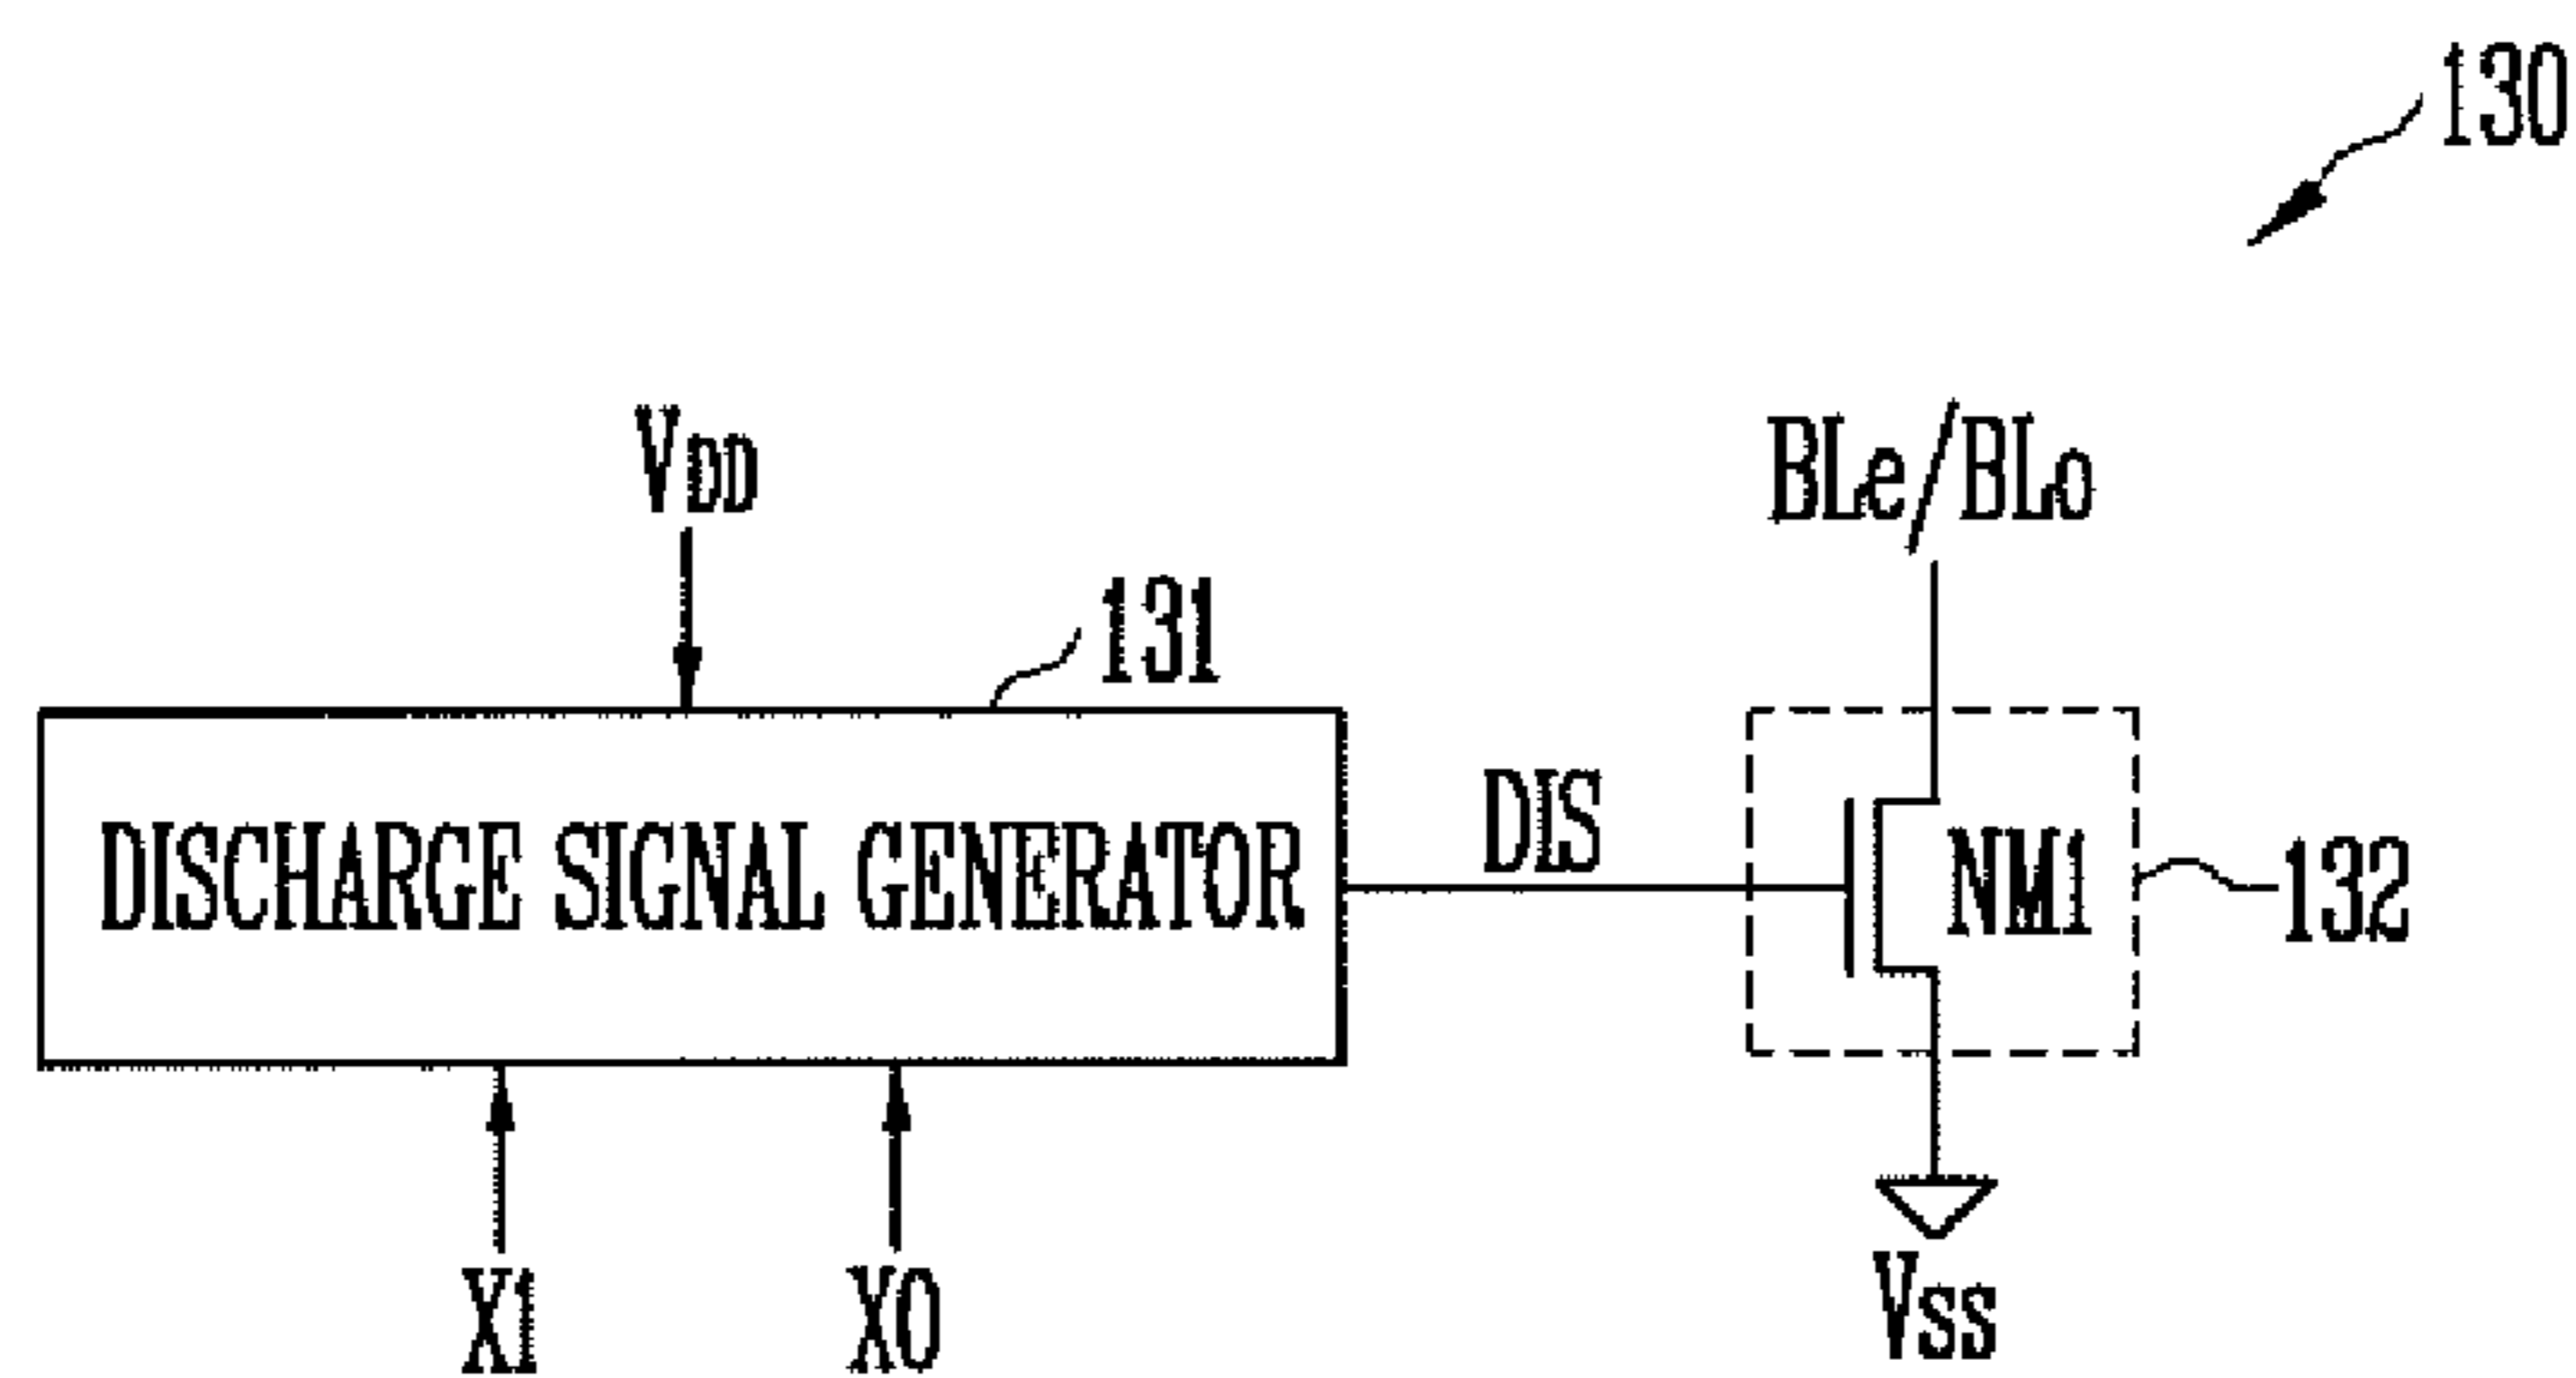 130
VDD
BLe/BLo
131
DIS
DISCHARGE SIGNAL GENERATOR
NM1
132
X1
X0
VSS